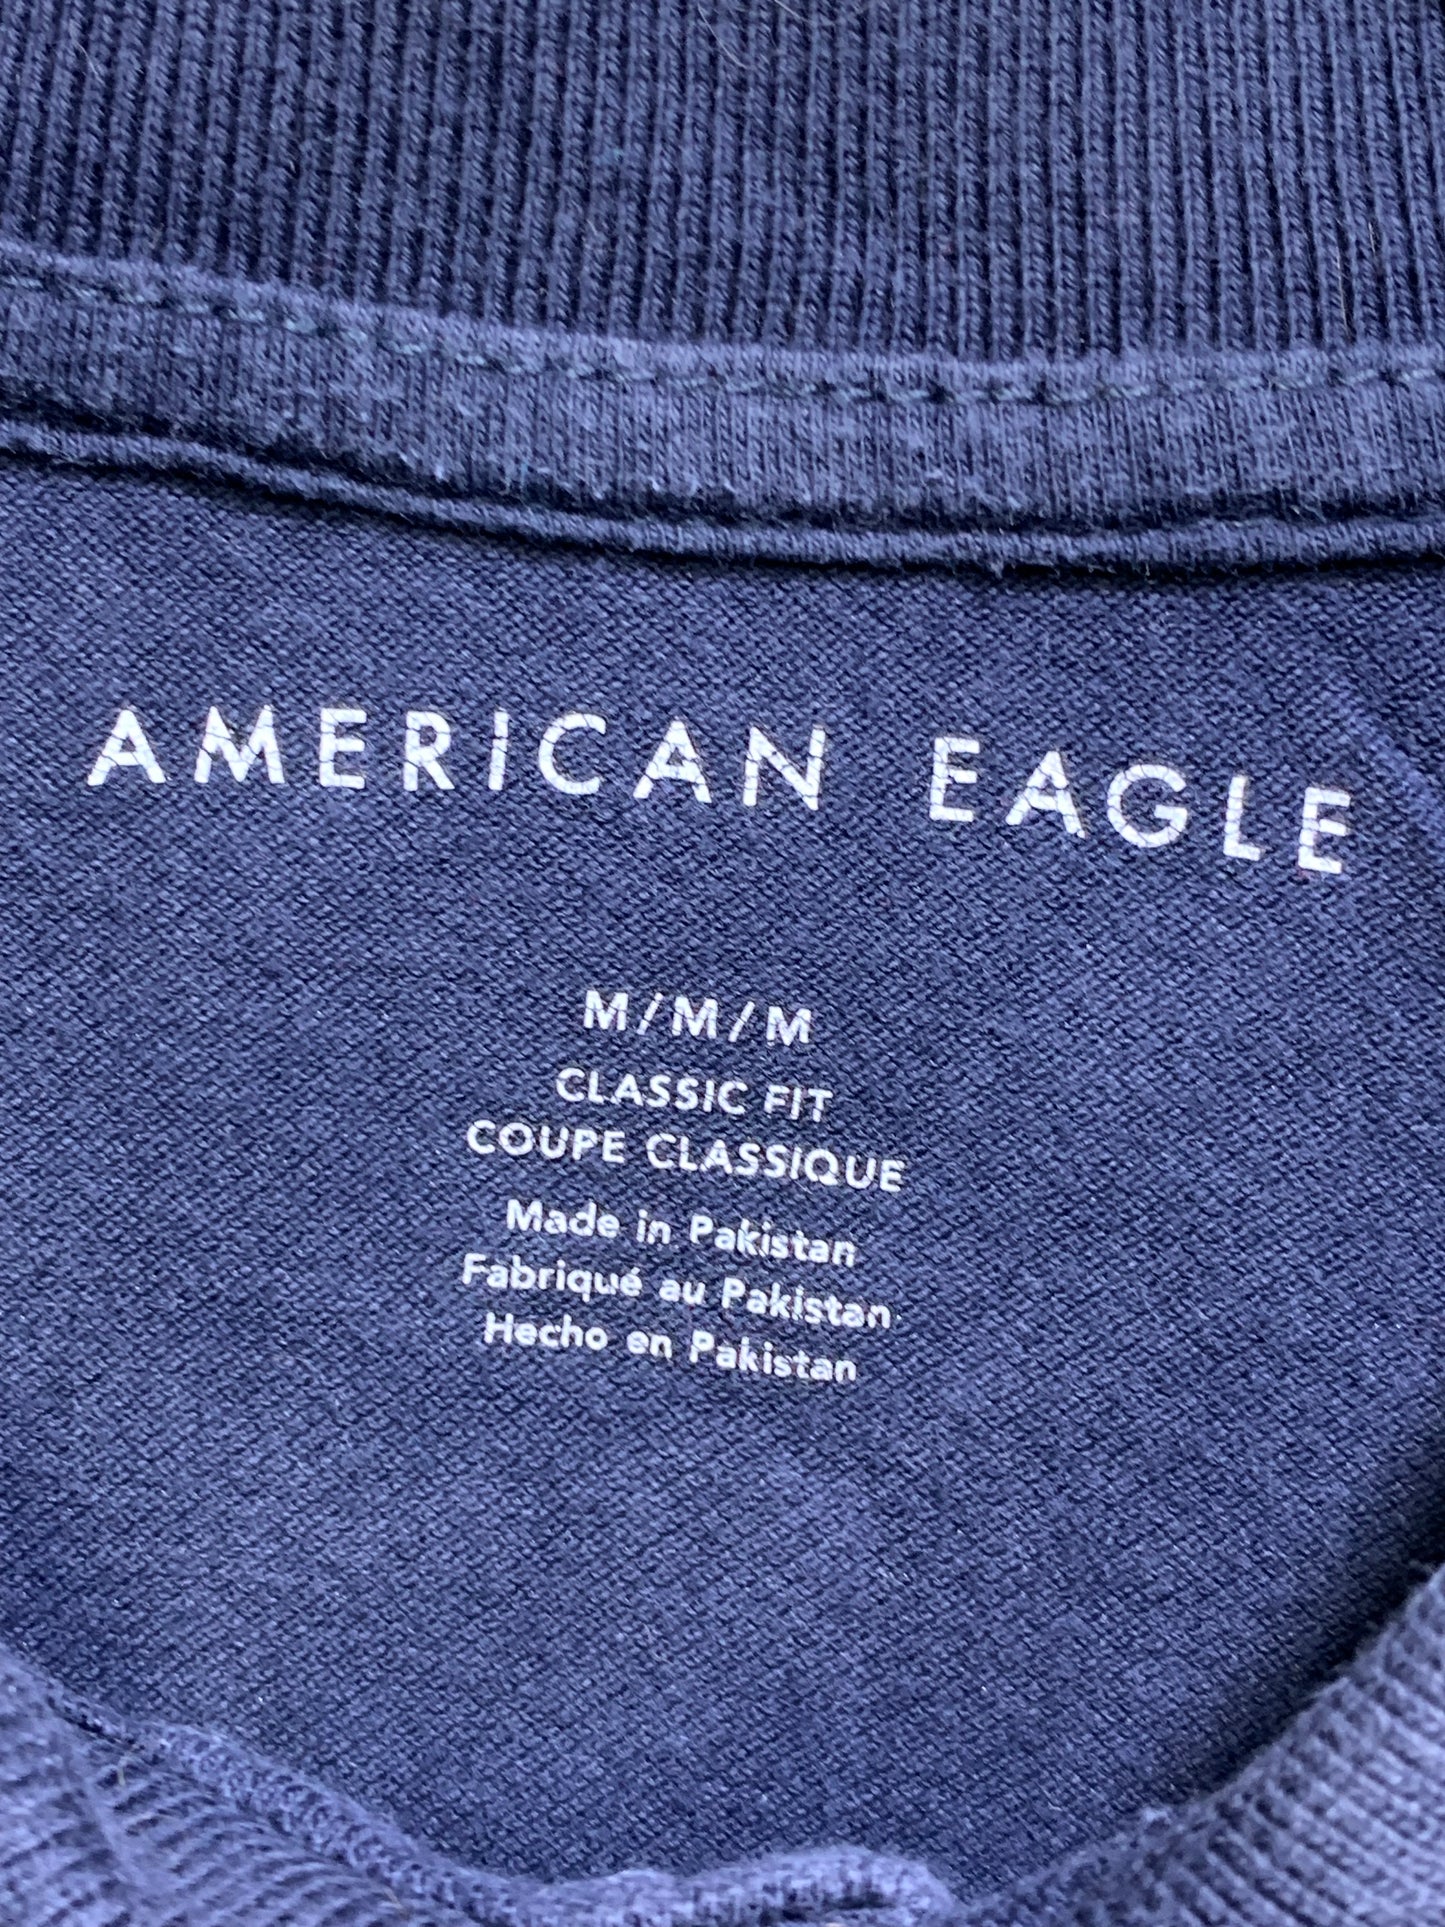 AMERICAN EAGLE
M/M/M
CLASSIC FIT
COUPE CLASSIQUE
Made in Pakistan
Fabriqué au Pakistan
Hecho en Pakistan